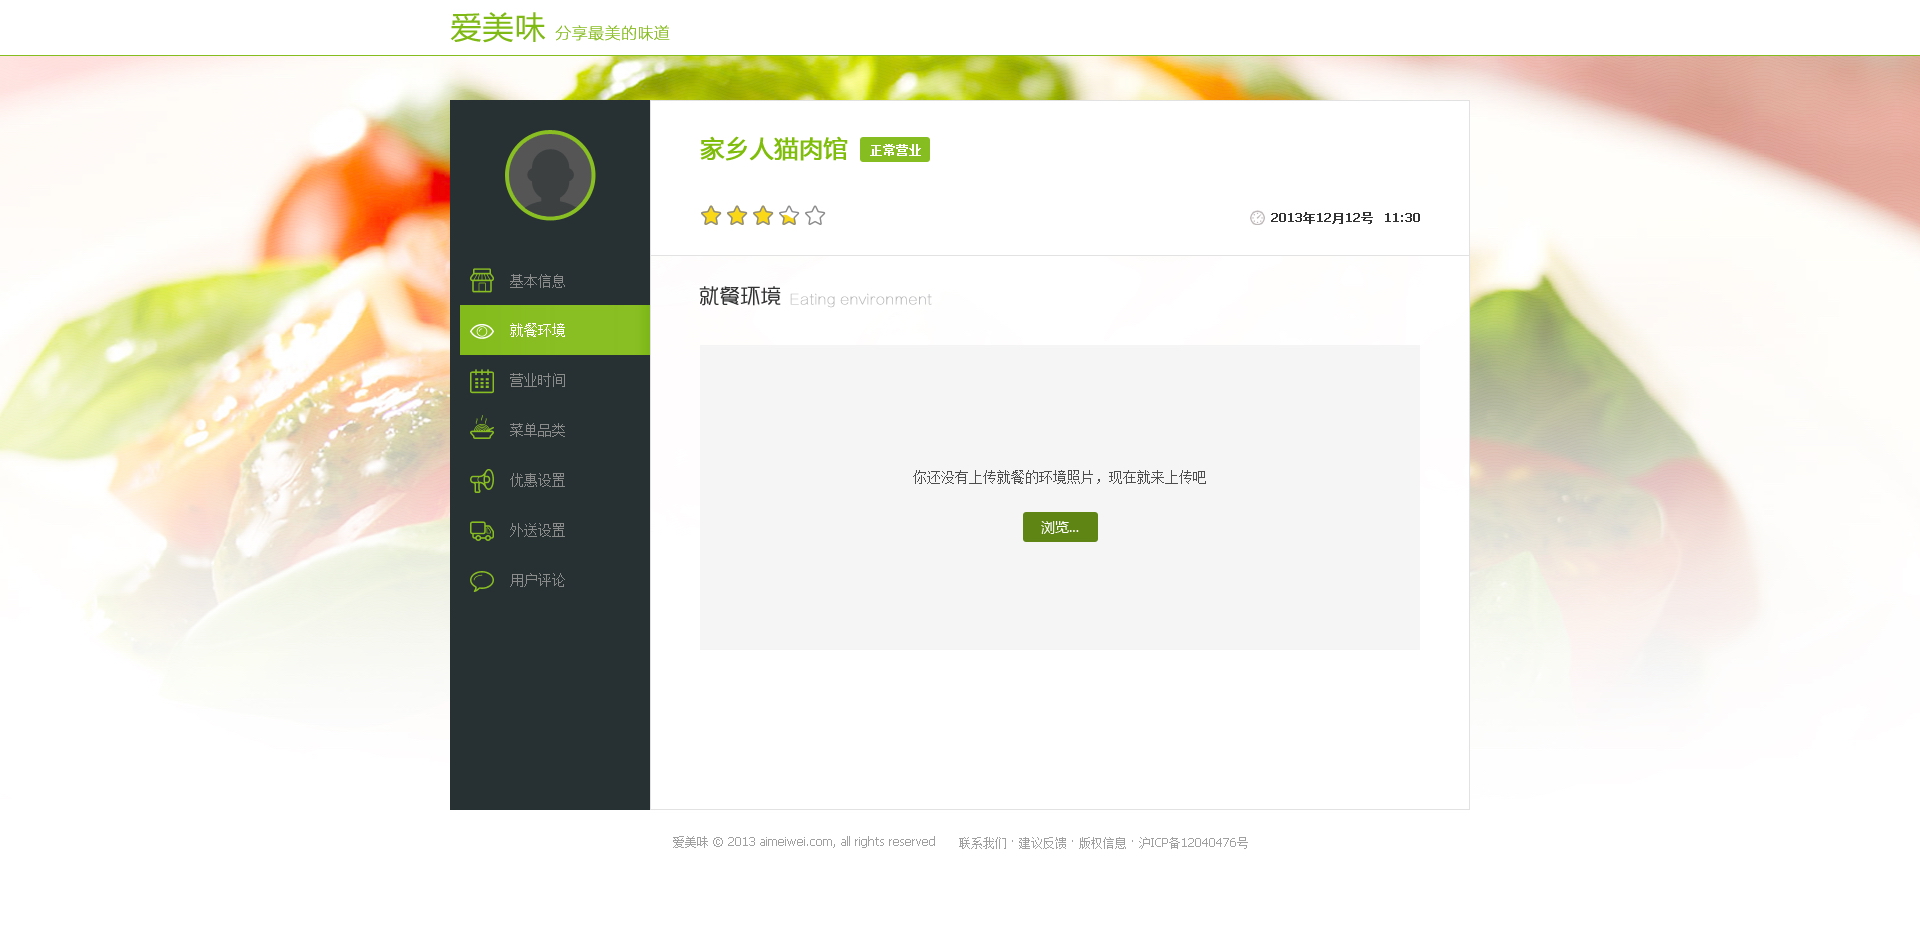 爱美味 分享最美的味道
家乡人猫肉馆 正常营业
2013年12月12号 11:30
基本信息
就餐环境
营业时间
菜单品类
优惠设置
外送设置
用户评论
就餐环境 Eating environment
你还没有上传就餐的环境照片，现在就来上传吧
浏览...
爱美味 © 2013 aimeiwei.com, all rights reserved 联系我们 · 建议反馈 · 版权信息 · 沪ICP备12040476号